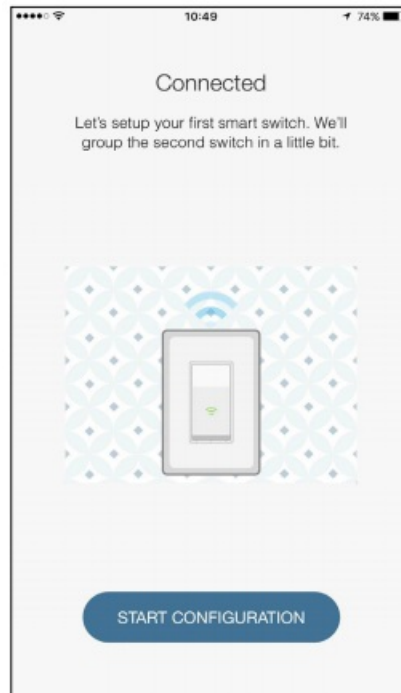 10:49
74%
Connected
Let's setup your first smart switch. We'll
group the second switch in a little bit.
START CONFIGURATION